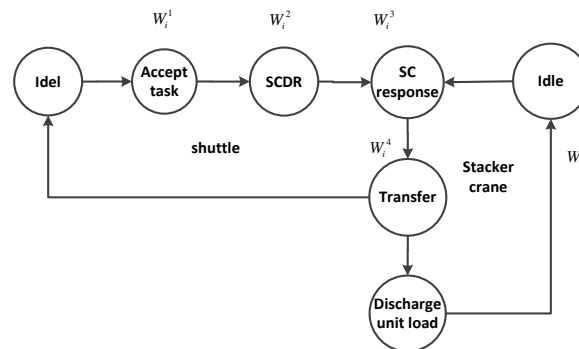 W_i^1
W_i^2
W_i^3
Idel
Accept
task
SCDR
SC
response
Idle
shuttle
W_i^4
Stacker
crane
W
Transfer
Discharge
unit load